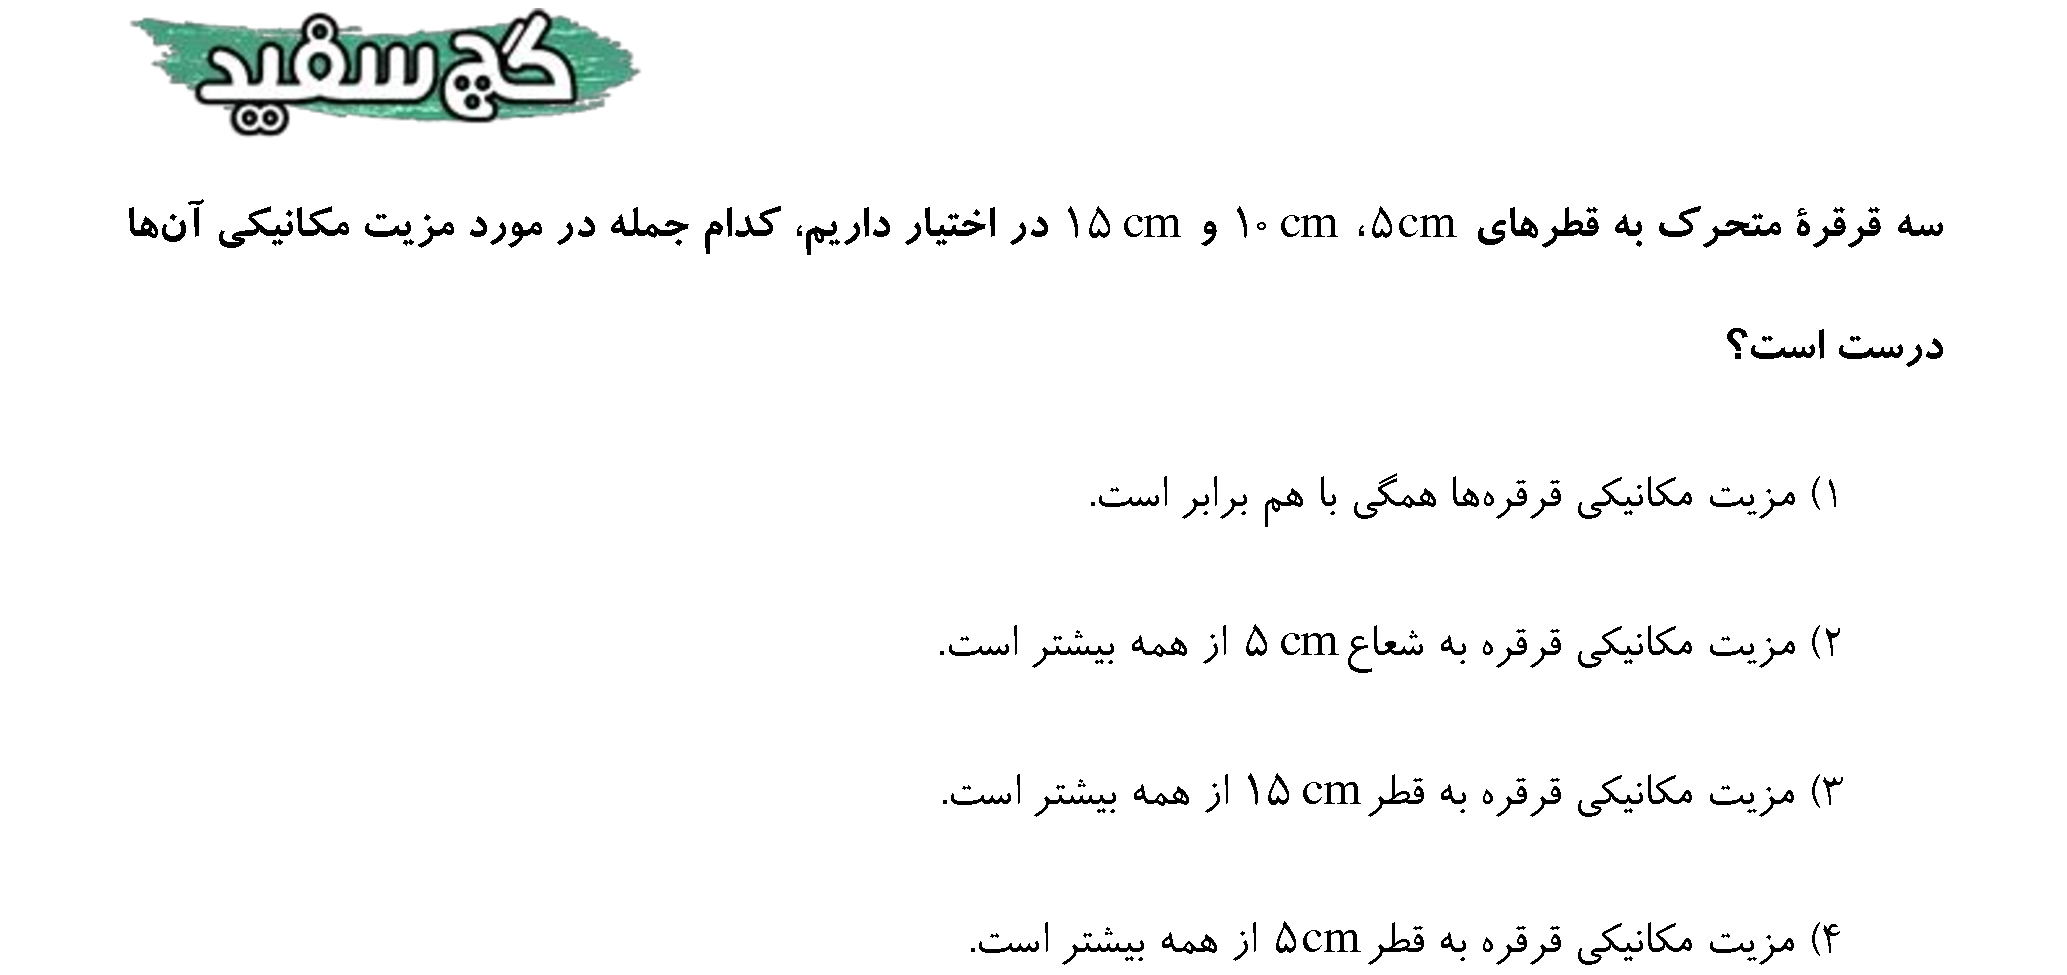 گچ سفید
سه قرقرهٔ متحرک به قطرهای ۵cm، ۱۰ cm و ۱۵ cm در اختیار داریم، کدام جمله در مورد مزیت مکانیکی آن‌ها
درست است؟
۱) مزیت مکانیکی قرقره‌ها همگی با هم برابر است.
۲) مزیت مکانیکی قرقره به شعاع ۵ cm از همه بیشتر است.
۳) مزیت مکانیکی قرقره به قطر ۱۵ cm از همه بیشتر است.
۴) مزیت مکانیکی قرقره به قطر ۵cm از همه بیشتر است.